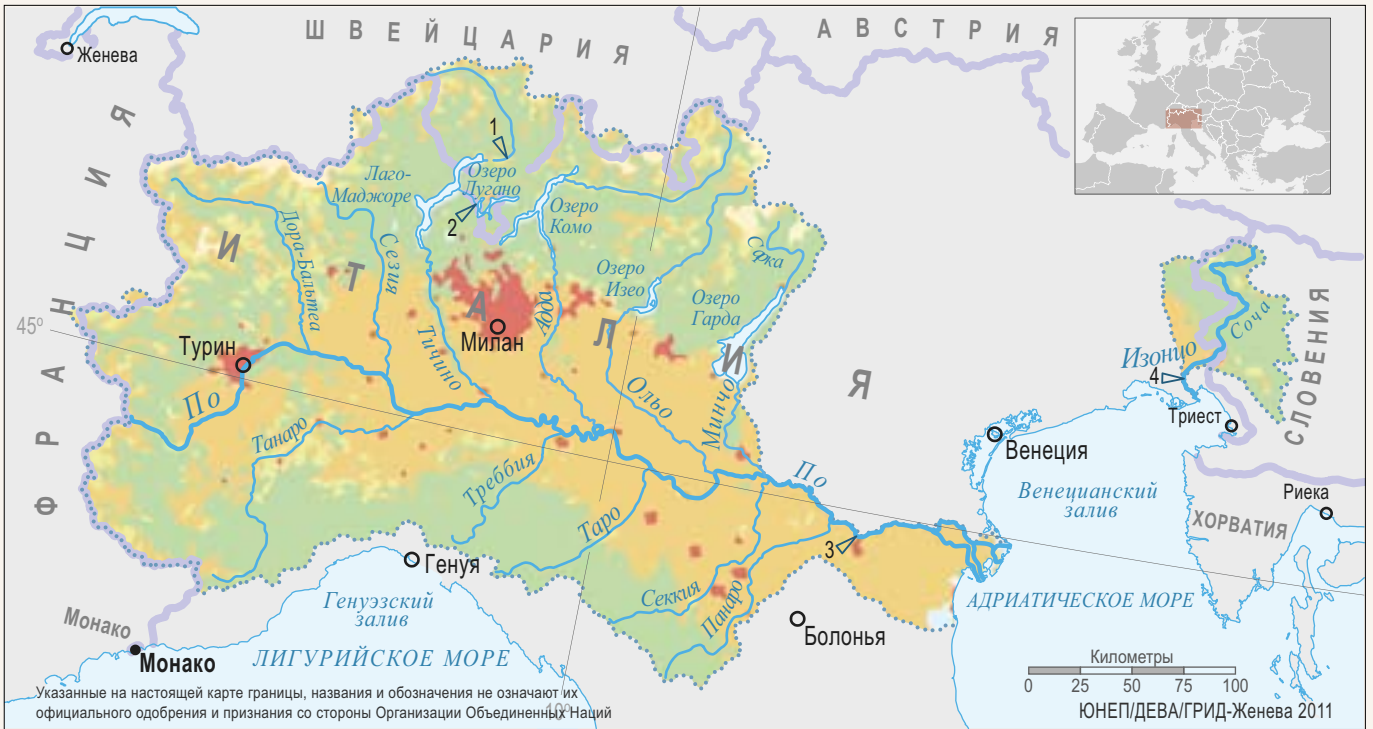 ШВЕЙЦАРИЯ
АВСТРИЯ
Женева
ФРАНЦИЯ
1
Лаго-
Маджоре
Озеро
Лугано
2
Озеро
Комо
Дора-Бальтеа
Сезия
ИТАЛИЯ
Озеро
Изео
Озеро
Гарда
Сарка
45º
Турин
Милан
Адда
Тичино
По
Ольо
Минчо
Изонцо
Соча
4
СЛОВЕНИЯ
Триест
Танаро
Треббия
Таро
По
Венеция
Венецианский
залив
Риека
ХОРВАТИЯ
3
Генуя
Генуэзский
залив
Секкия
Панаро
Болонья
АДРИАТИЧЕСКОЕ МОРЕ
Монако
Монако
ЛИГУРИЙСКОЕ МОРЕ
Километры
0 25 50 75 100
Указанные на настоящей карте границы, названия и обозначения не означают их
официального одобрения и признания со стороны Организации Объединенных Наций
10º
ЮНЕП/ДЕВА/ГРИД-Женева 2011